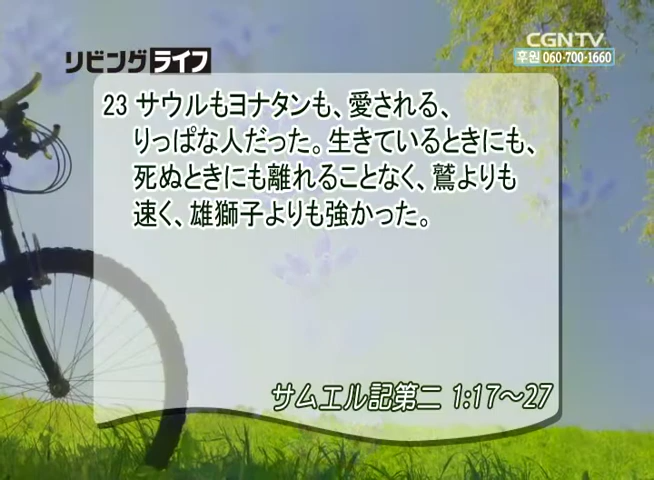 CGNTV
후원 060-700-1660
リビングライフ
23 サウルもヨナタンも、愛される、
りっぱな人だった。生きているときにも、
死ぬときにも離れることなく、鷲よりも
速く、雄獅子よりも強かった。
サムエル記第二 1:17～27